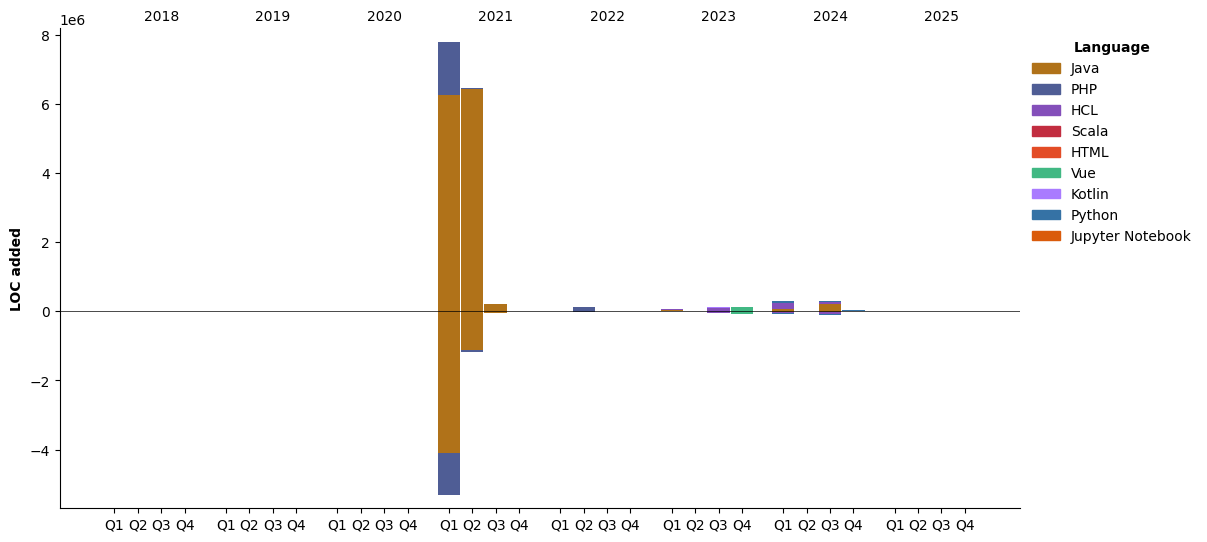 1e6
2018 2019 2020 2021 2022 2023 2024 2025
Language
Java
PHP
HCL
Scala
HTML
Vue
Kotlin
Python
Jupyter Notebook
LOC added
8
6
4
2
0
−2
−4
Q1 Q2 Q3 Q4 Q1 Q2 Q3 Q4 Q1 Q2 Q3 Q4 Q1 Q2 Q3 Q4 Q1 Q2 Q3 Q4 Q1 Q2 Q3 Q4 Q1 Q2 Q3 Q4 Q1 Q2 Q3 Q4